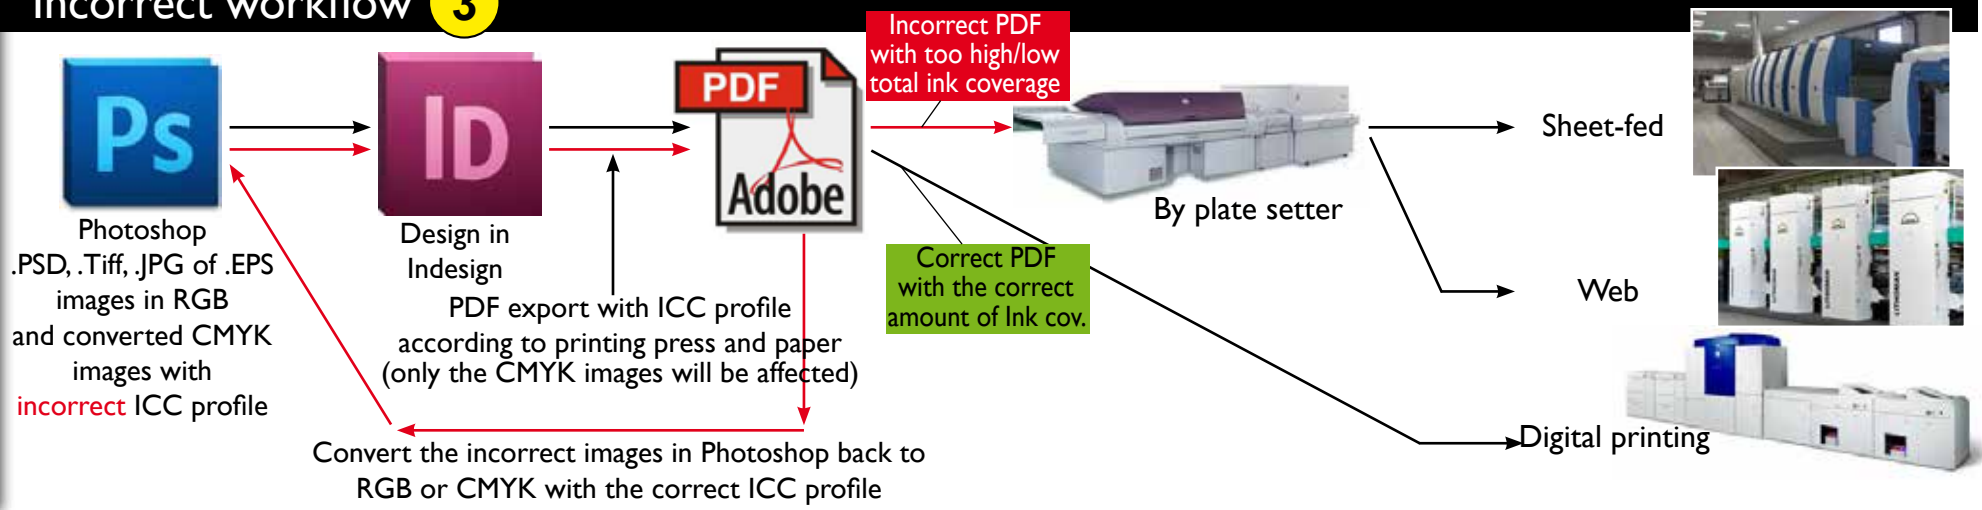 Incorrect workflow 3
Incorrect PDF
with too high/low
total ink coverage
Ps
ID
PDF
Adobe
Sheet-fed
By plate setter
Photoshop
.PSD, .Tiff, .JPG of .EPS
images in RGB
and converted CMYK
images with
incorrect ICC profile
Design in
Indesign
PDF export with ICC profile
according to printing press and paper
(only the CMYK images will be affected)
Correct PDF
with the correct
amount of Ink cov.
Web
Digital printing
Convert the incorrect images in Photoshop back to
RGB or CMYK with the correct ICC profile